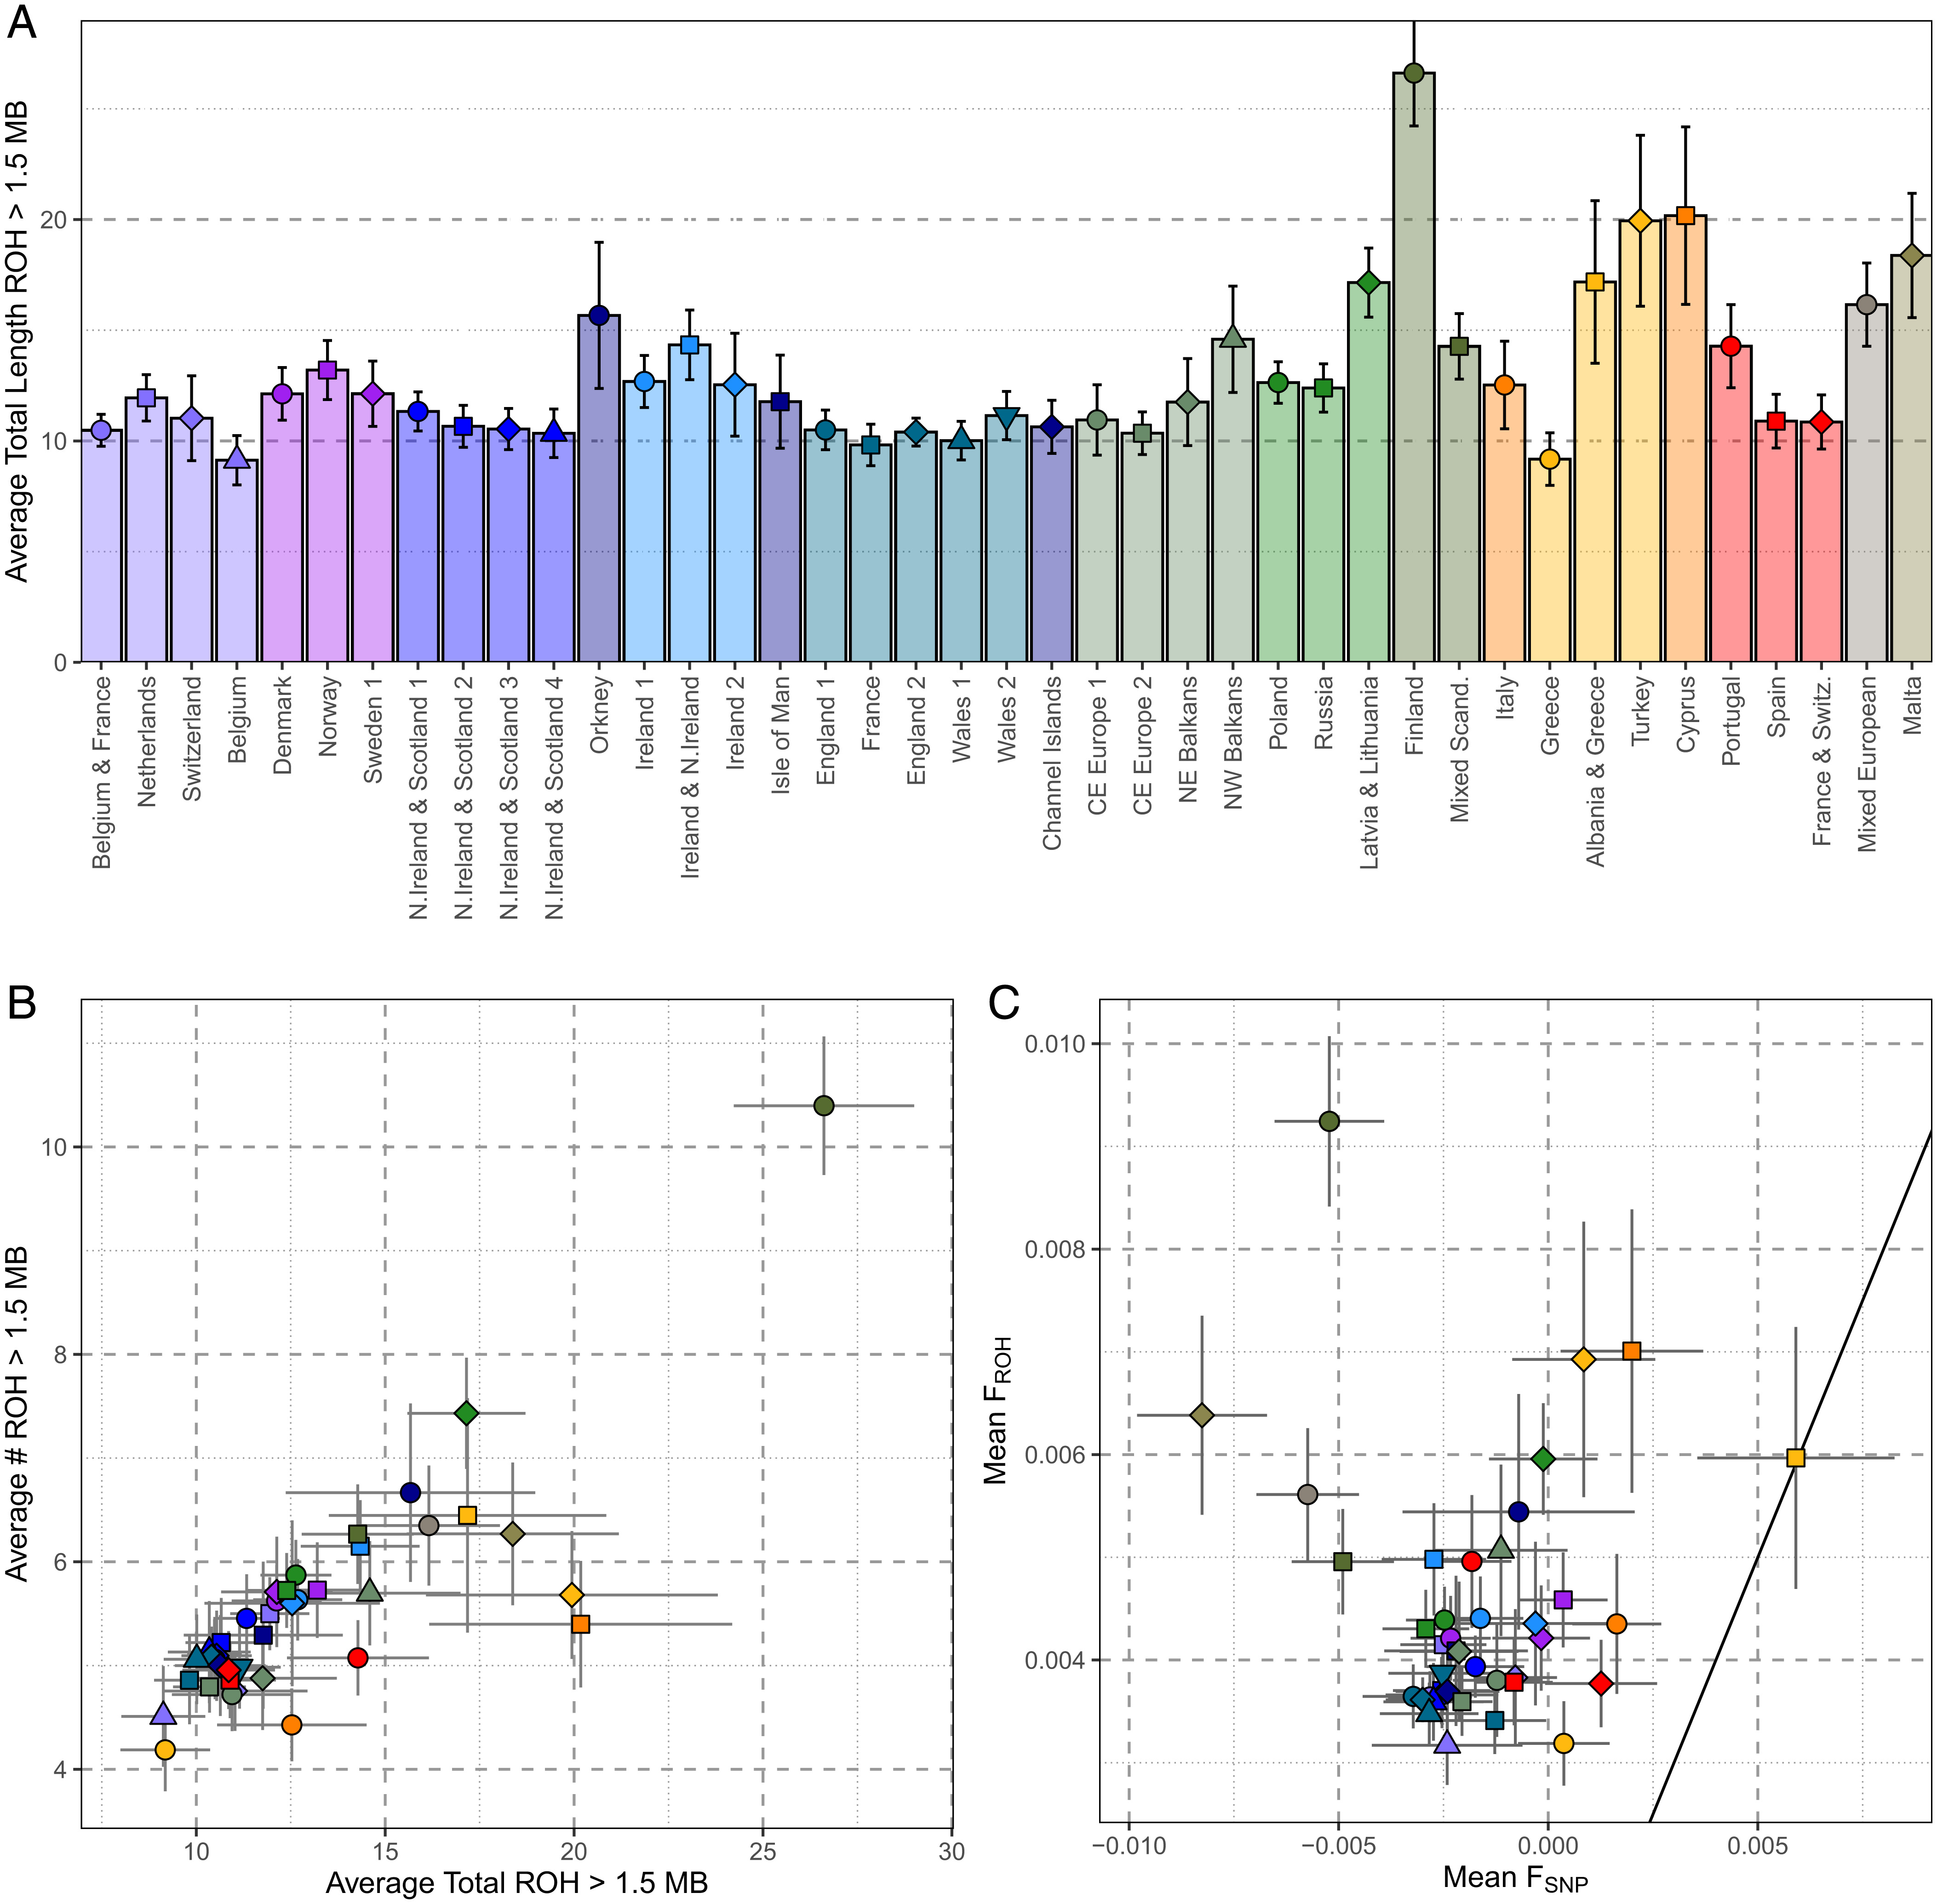 A
Average Total Length ROH > 1.5 MB
20
10
0
Belgium & France
Netherlands
Switzerland
Belgium
Denmark
Norway
Sweden 1
N.Ireland & Scotland 1
N.Ireland & Scotland 2
N.Ireland & Scotland 3
N.Ireland & Scotland 4
Orkney
Ireland 1
Ireland & N.Ireland
Ireland 2
Isle of Man
England 1
France
England 2
Wales 1
Wales 2
Channel Islands
CE Europe 1
CE Europe 2
NE Balkans
NW Balkans
Poland
Russia
Latvia & Lithuania
Finland
Mixed Scand.
Italy
Greece
Albania & Greece
Turkey
Cyprus
Portugal
Spain
France & Switz.
Mixed European
Malta
B
Average # ROH > 1.5 MB
10
8
6
4
10
15
20
25
30
Average Total ROH > 1.5 MB
C
Mean FROH
0.010
0.008
0.006
0.004
−0.010
−0.005
0.000
0.005
Mean FSNP